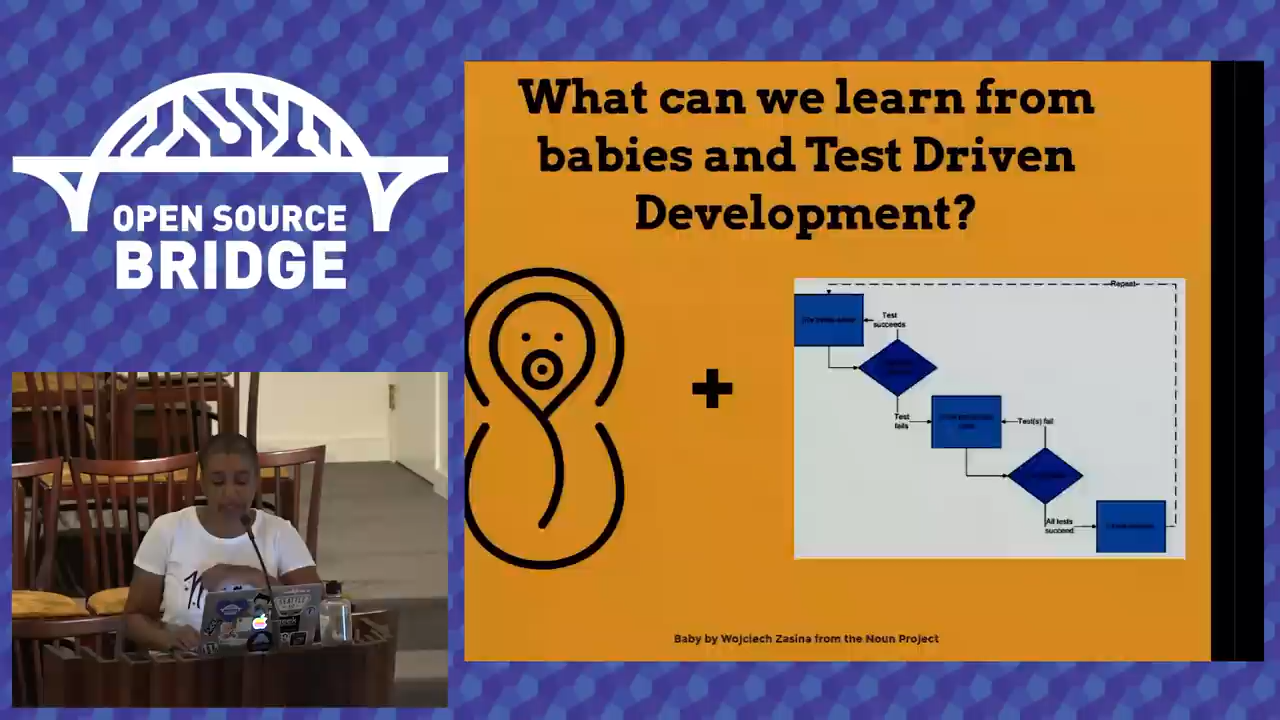 OPEN SOURCE
BRIDGE
What can we learn from
babies and Test Driven
Development?
Repeat
Test
succeeds
Test
fails
Test(s) fail
All tests
succeed
Baby by Wojciech Zasina from the Noun Project